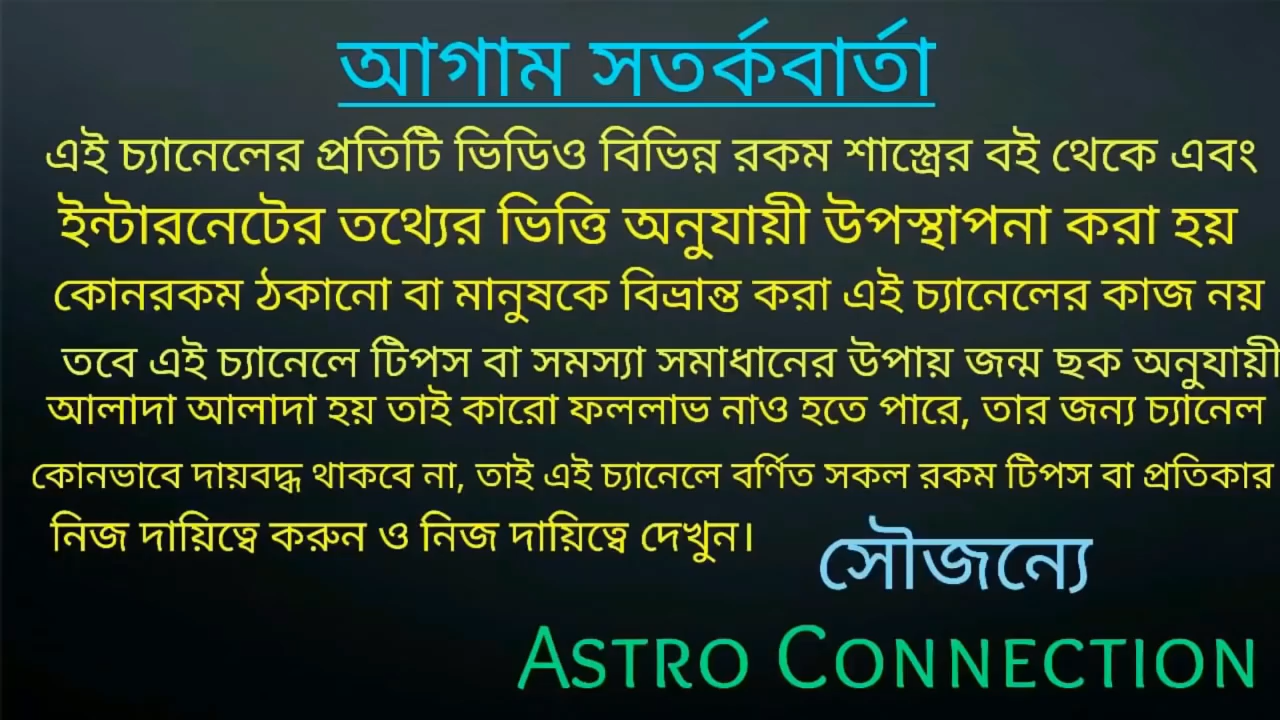 আগাম সতর্কবার্তা
এই চ্যানেলের প্রতিটি ভিডিও বিভিন্ন রকম শাস্ত্রের বই থেকে এবং
ইন্টারনেটের তথ্যের ভিত্তি অনুযায়ী উপস্থাপনা করা হয়
কোনরকম ঠকানো বা মানুষকে বিভ্রান্ত করা এই চ্যানেলের কাজ নয়
তবে এই চ্যানেলে টিপস বা সমস্যা সমাধানের উপায় জন্ম ছক অনুযায়ী
আলাদা আলাদা হয় তাই কারো ফললাভ নাও হতে পারে, তার জন্য চ্যানেল
কোনভাবে দায়বদ্ধ থাকবে না, তাই এই চ্যানেলে বর্ণিত সকল রকম টিপস বা প্রতিকার
নিজ দায়িত্বে করুন ও নিজ দায়িত্বে দেখুন।
সৌজন্যে
ASTRO CONNECTION